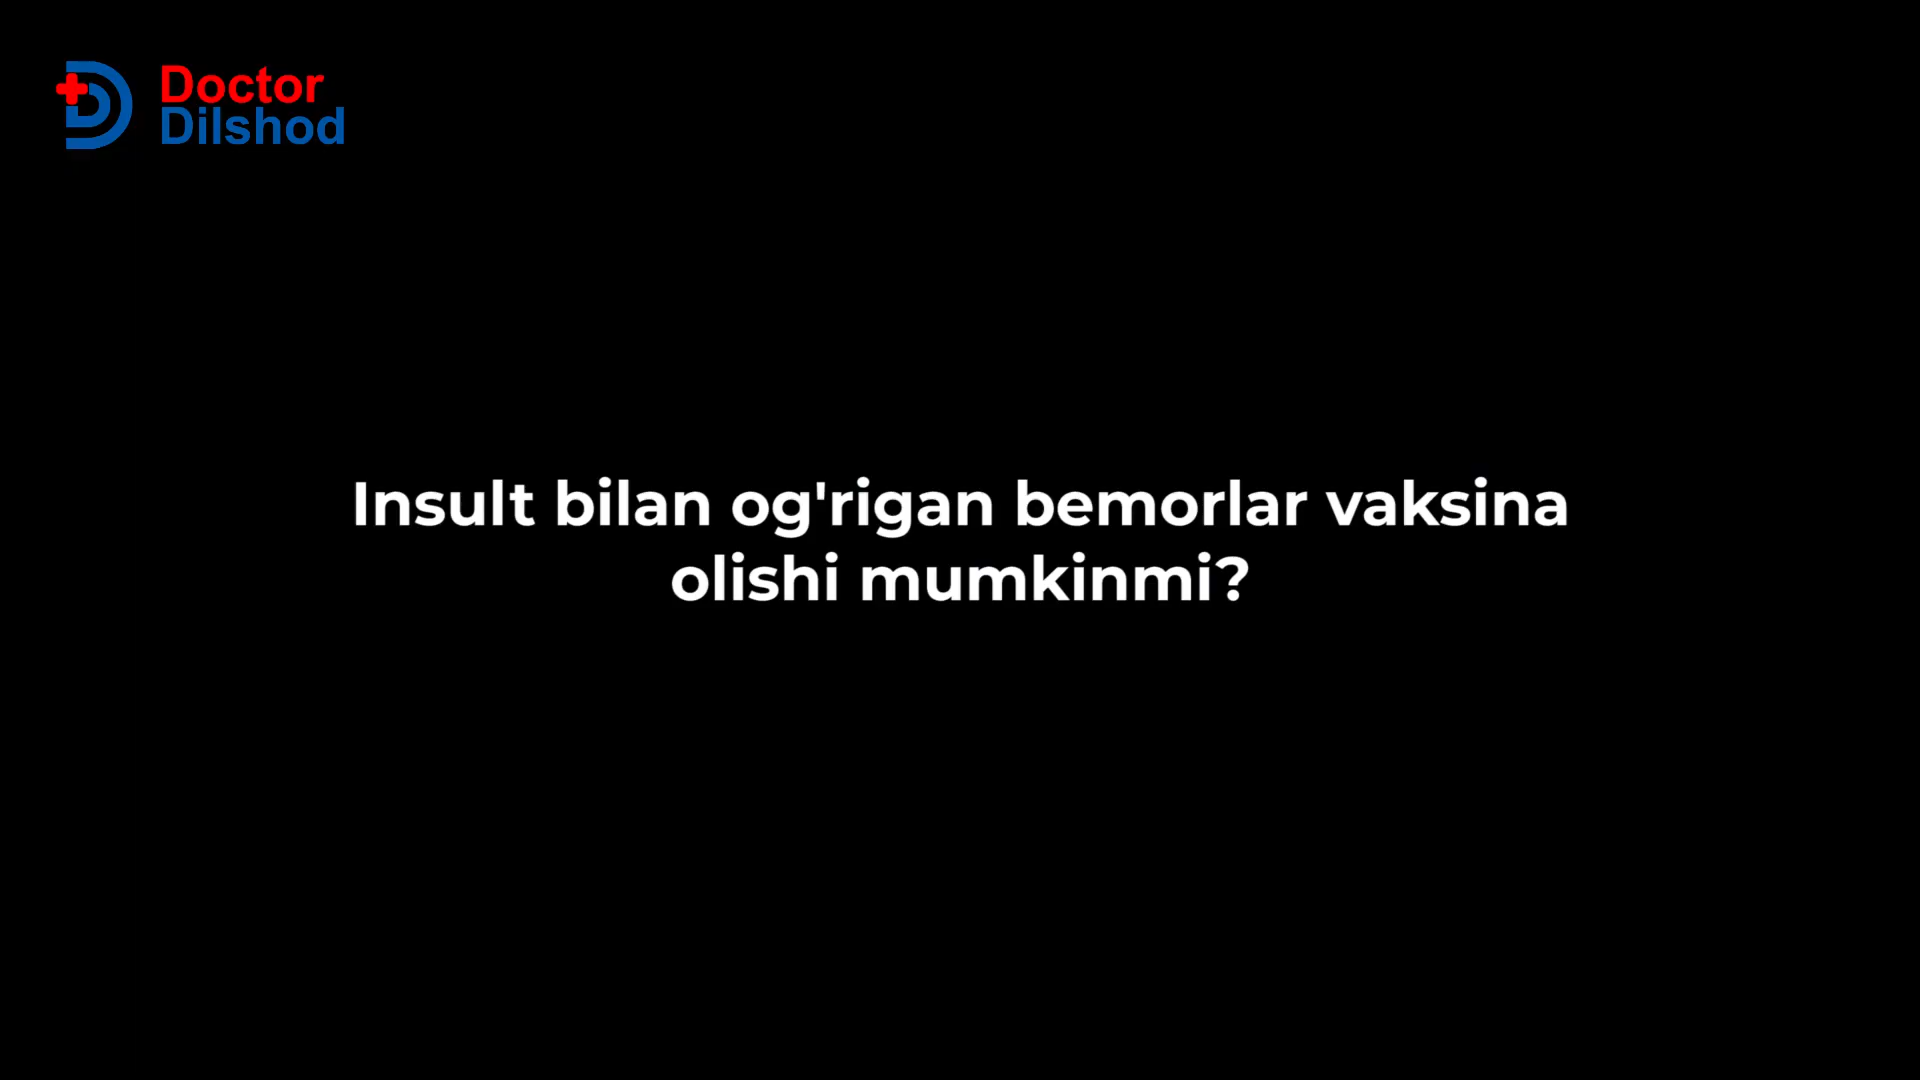 Doctor
Dilshod
Insult bilan og'rigan bemorlar vaksina
olishi mumkinmi?